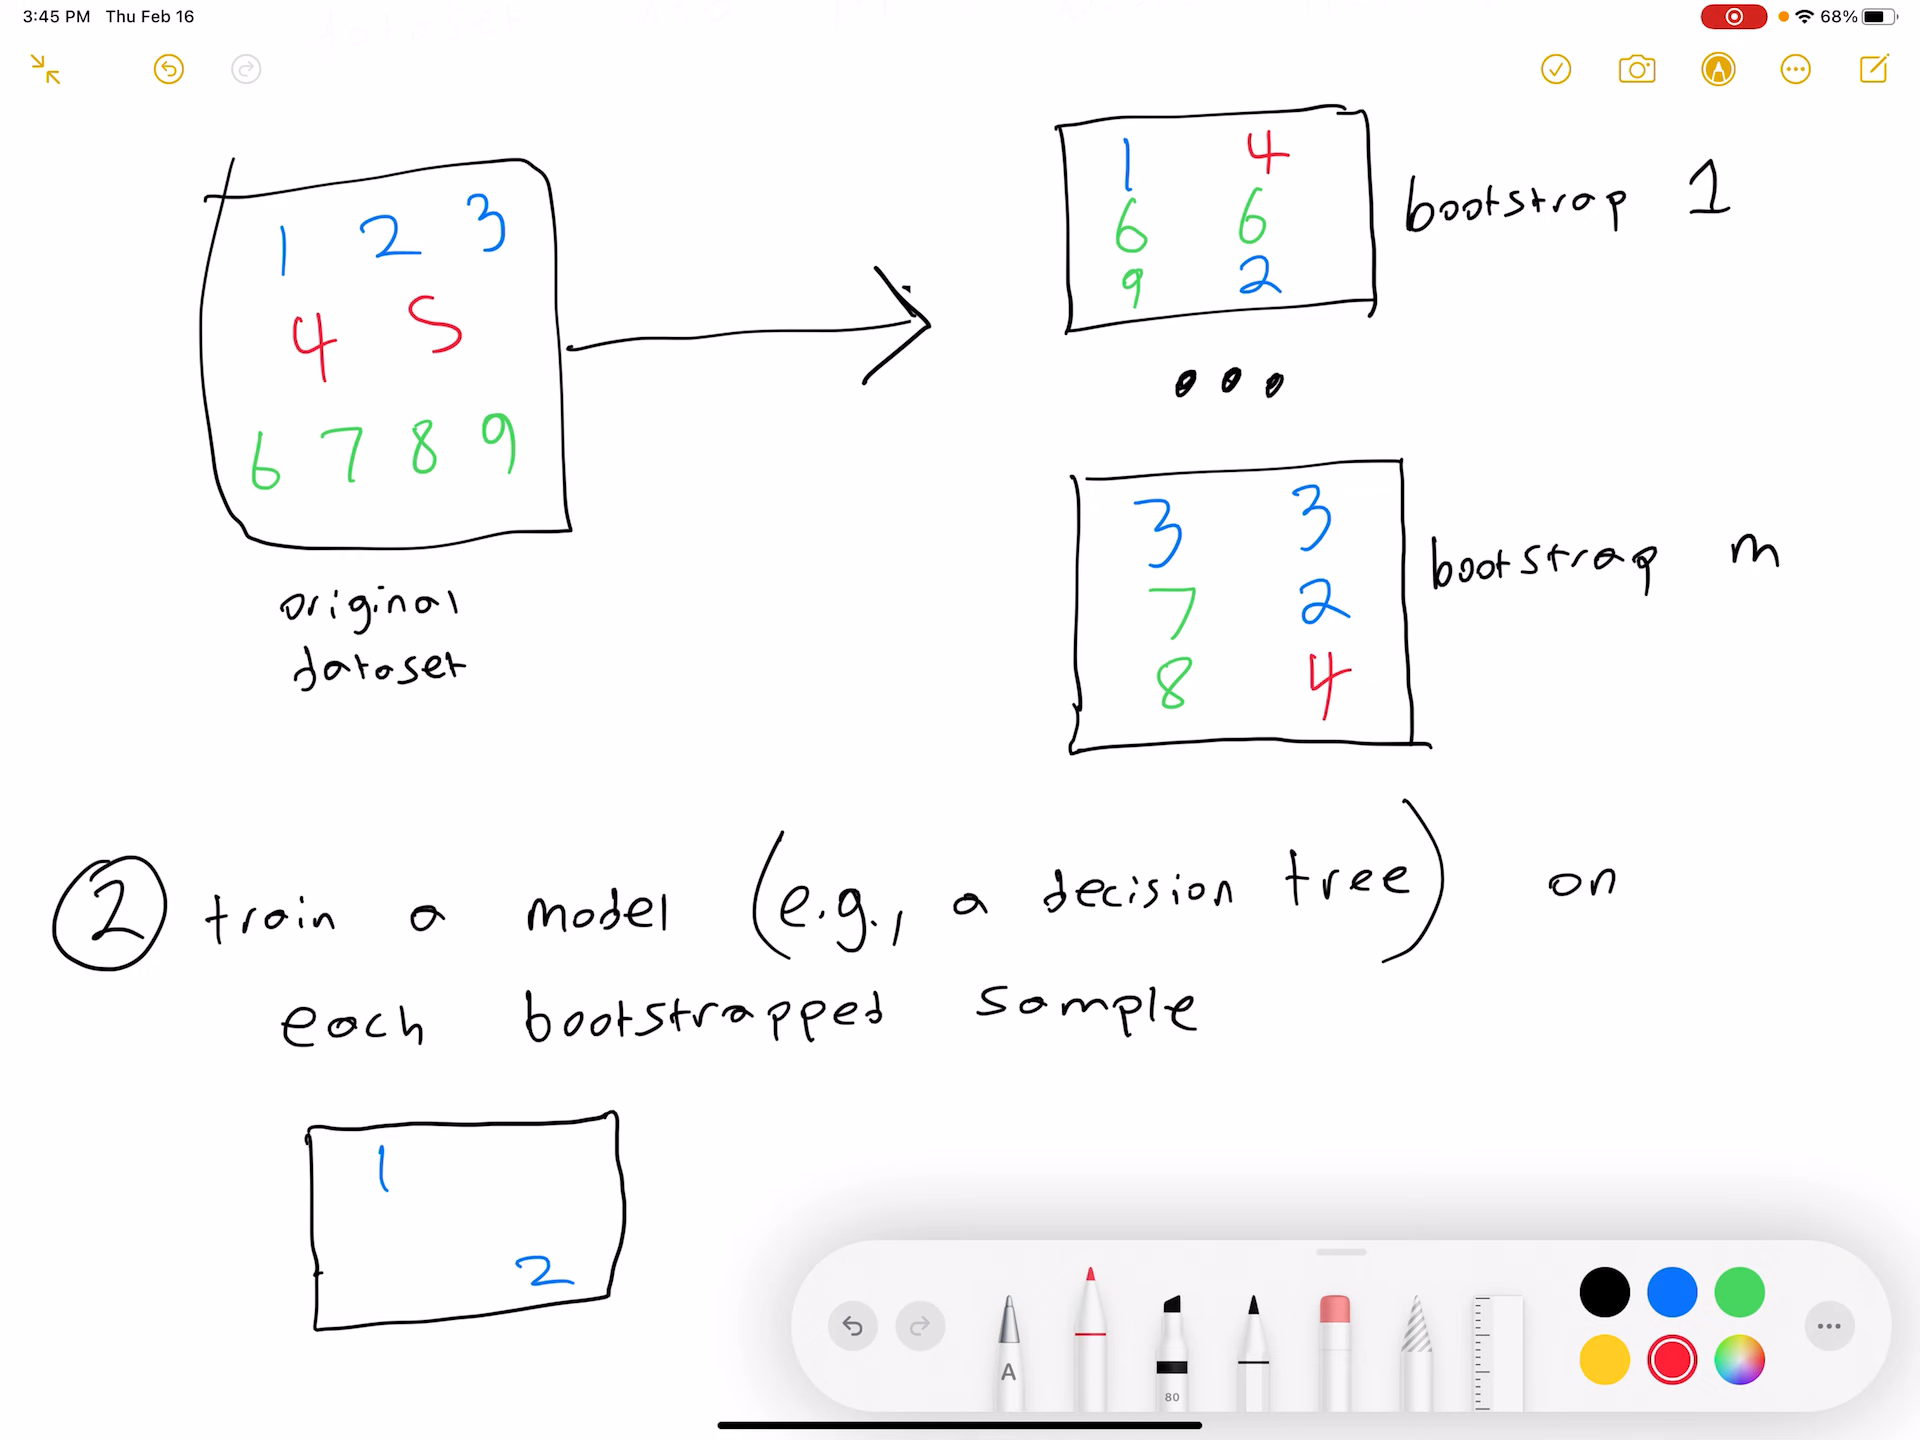 3:45 PM Thu Feb 16
68%
1 2 3
4 5
6 7 8 9
original
dataset
1 4
6 6
9 2
bootstrap 1
3 3
7 2
8 4
bootstrap m
2 train a model (e.g., a decision tree) on
each bootstrapped sample
1
2
A
80